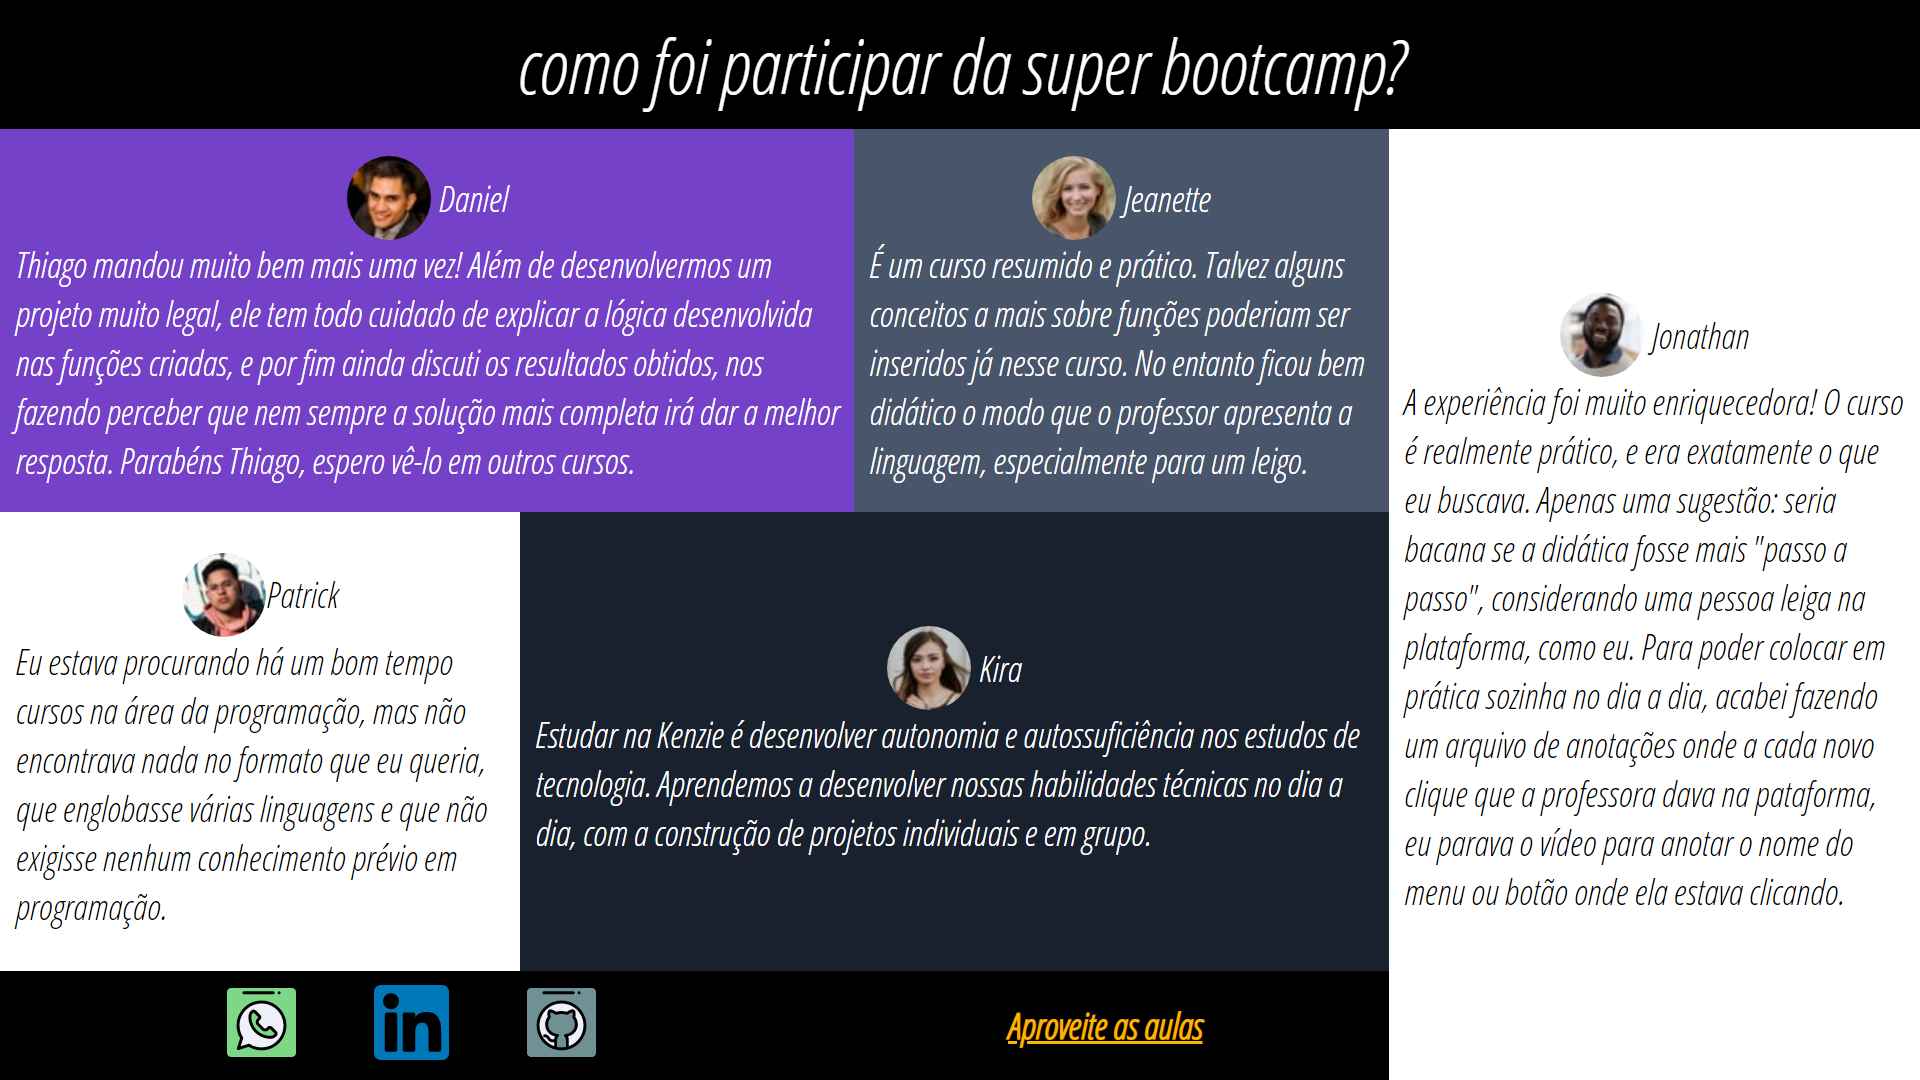 como foi participar da super bootcamp?
Daniel
Thiago mandou muito bem mais uma vez! Além de desenvolvermos um
projeto muito legal, ele tem todo cuidado de explicar a lógica desenvolvida
nas funções criadas, e por fim ainda discuti os resultados obtidos, nos
fazendo perceber que nem sempre a solução mais completa irá dar a melhor
resposta. Parabéns Thiago, espero vê-lo em outros cursos.
Jeanette
É um curso resumido e prático. Talvez alguns
conceitos a mais sobre funções poderiam ser
inseridos já nesse curso. No entanto ficou bem
didático o modo que o professor apresenta a
linguagem, especialmente para um leigo.
Jonathan
A experiência foi muito enriquecedora! O curso
é realmente prático, e era exatamente o que
eu buscava. Apenas uma sugestão: seria
bacana se a didática fosse mais "passo a
passo", considerando uma pessoa leiga na
plataforma, como eu. Para poder colocar em
prática sozinha no dia a dia, acabei fazendo
um arquivo de anotações onde a cada novo
clique que a professora dava na pataforma,
eu parava o vídeo para anotar o nome do
menu ou botão onde ela estava clicando.
Patrick
Eu estava procurando há um bom tempo
cursos na área da programação, mas não
encontrava nada no formato que eu queria,
que englobasse várias linguagens e que não
exigisse nenhum conhecimento prévio em
programação.
Kira
Estudar na Kenzie é desenvolver autonomia e autossuficiência nos estudos de
tecnologia. Aprendemos a desenvolver nossas habilidades técnicas no dia a
dia, com a construção de projetos individuais e em grupo.
in
Aproveite as aulas